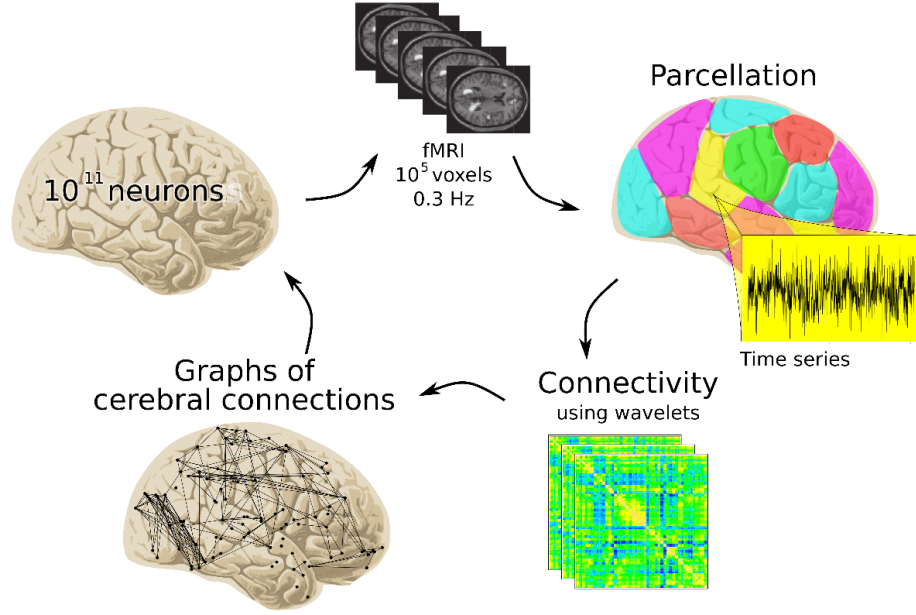 10¹¹ neurons
fMRI
10⁵ voxels
0.3 Hz
Parcellation
Time series
Connectivity
using wavelets
Graphs of
cerebral connections